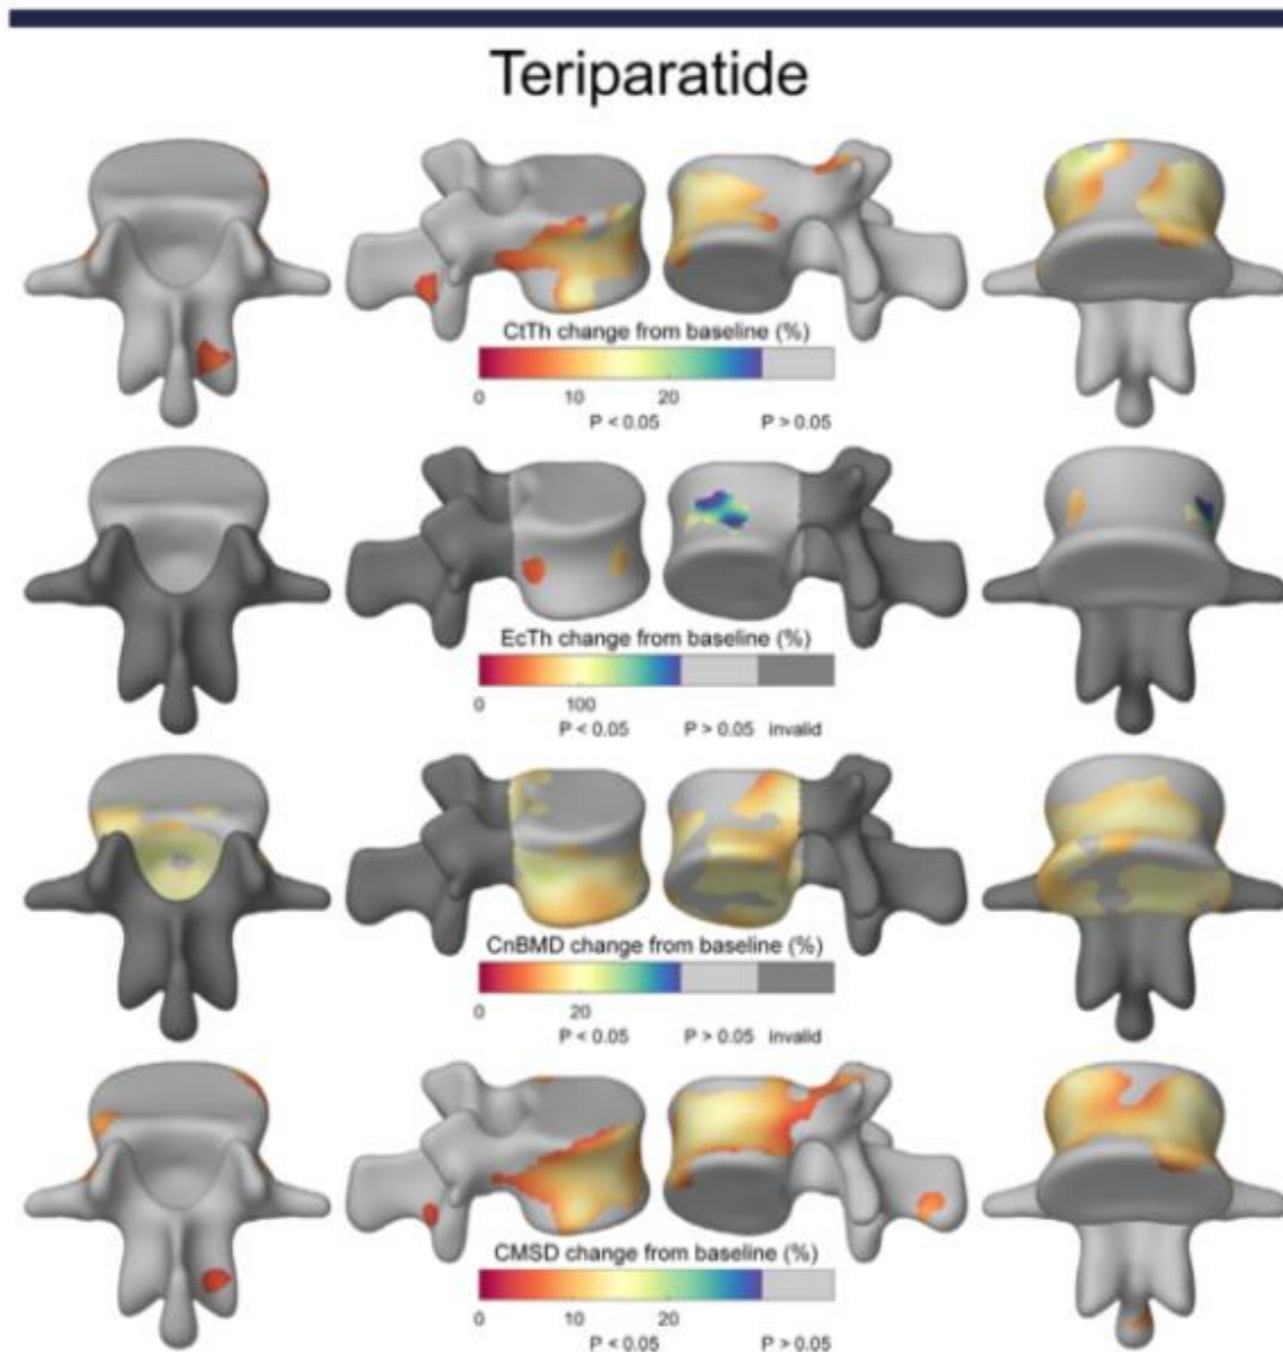 Teriparatide
CtTh change from baseline (%)
0 10 20
P < 0.05 P > 0.05
EcTh change from baseline (%)
0 100
P < 0.05 P > 0.05 invalid
CnBMD change from baseline (%)
0 20
P < 0.05 P > 0.05 invalid
CMSD change from baseline (%)
0 10 20
P < 0.05 P > 0.05